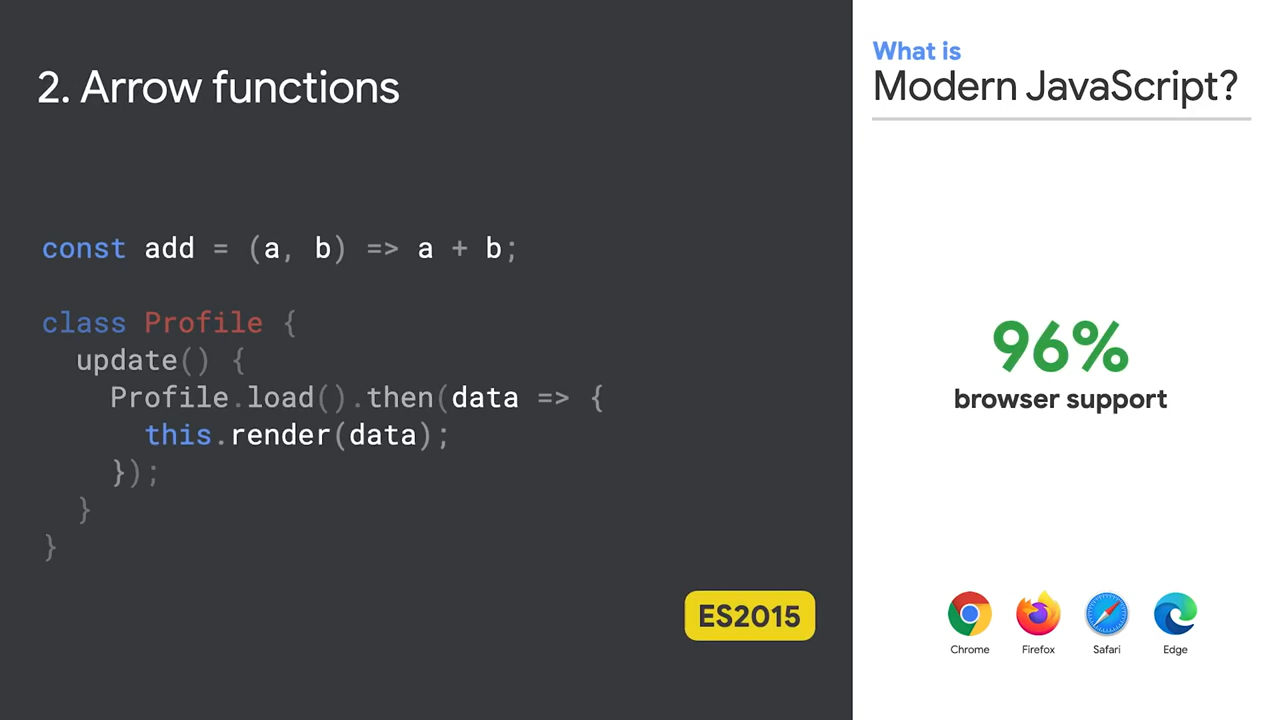 2. Arrow functions
const add = (a, b) => a + b;
class Profile {
  update() {
    Profile.load().then(data => {
      this.render(data);
    });
  }
}
ES2015
What is
Modern JavaScript?
96%
browser support
Chrome Firefox Safari Edge